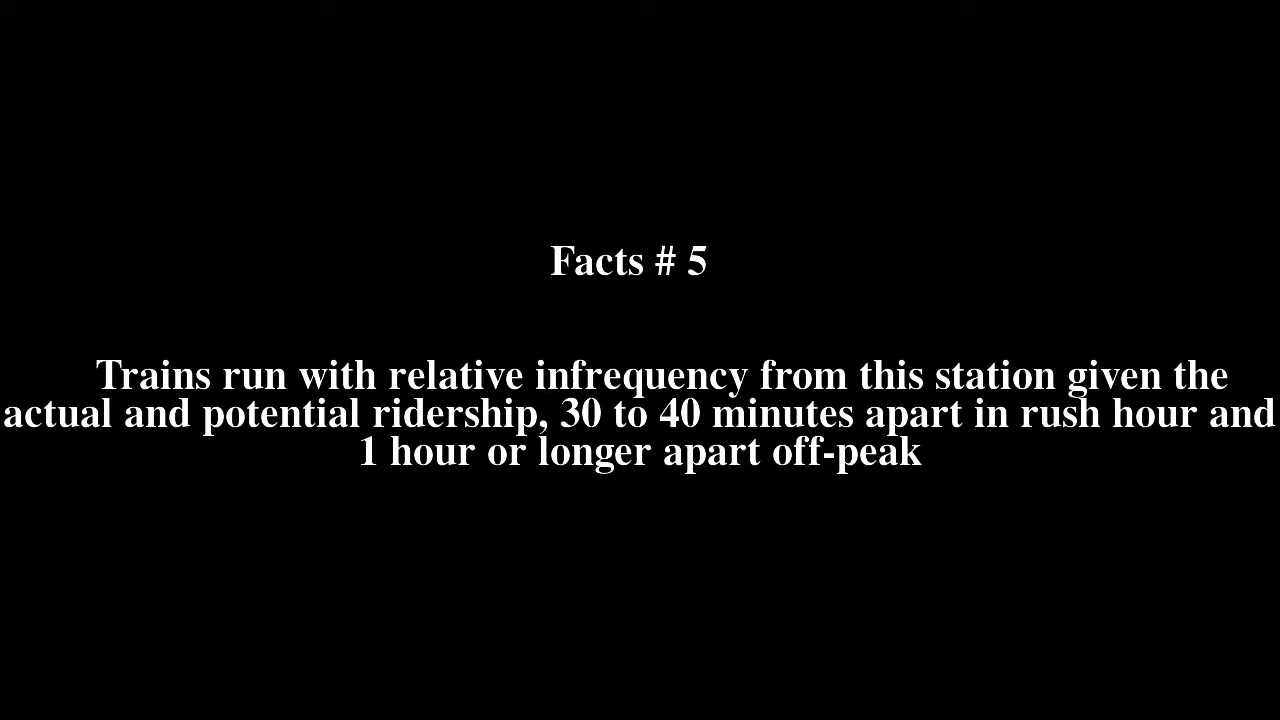 Facts # 5
Trains run with relative infrequency from this station given the
actual and potential ridership, 30 to 40 minutes apart in rush hour and
1 hour or longer apart off-peak